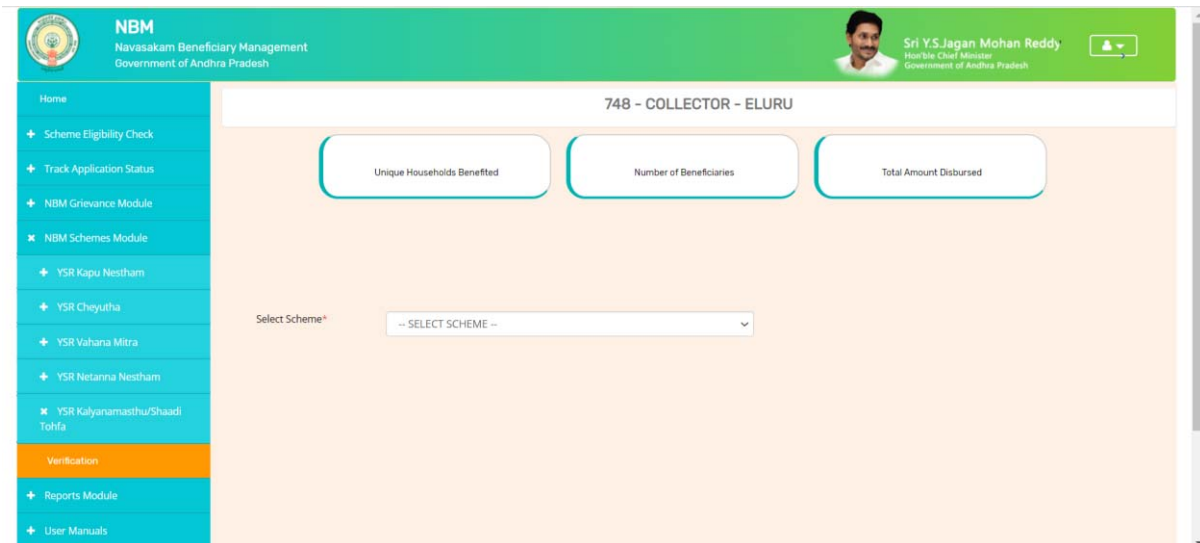 NBM
Navasakam Beneficiary Management
Government of Andhra Pradesh
Sri Y.S.Jagan Mohan Reddy
Hon'ble Chief Minister
Government of Andhra Pradesh
Home
Scheme Eligibility Check
Track Application Status
NBM Grievance Module
NBM Schemes Module
YSR Kapu Nestham
YSR Cheyutha
YSR Vahana Mitra
YSR Netanna Nestham
YSR Kalyanamasthu/Shaadi
Tohfa
Verification
Reports Module
User Manuals
748 - COLLECTOR - ELURU
Unique Households Benefited
Number of Beneficiaries
Total Amount Disbursed
Select Scheme*
-- SELECT SCHEME --